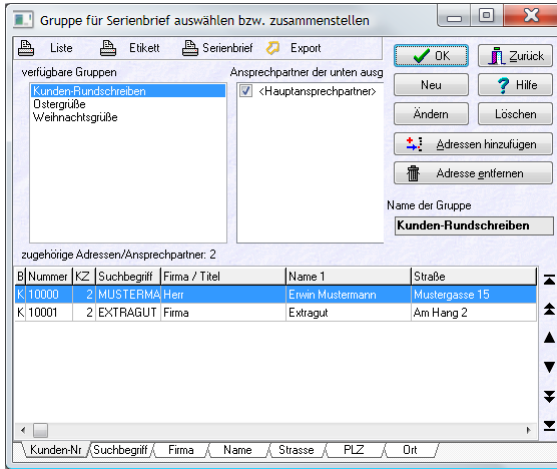 Gruppe für Serienbrief auswählen bzw. zusammenstellen
Liste Etikett Serienbrief Export
OK Zurück
verfügbare Gruppen Ansprechpartner der unten ausg
Kunden-Rundschreiben <Hauptansprechpartner>
Ostergrüße
Weihnachtsgrüße
Neu Hilfe
Ändern Löschen
Adressen hinzufügen
Adresse entfernen
Name der Gruppe
Kunden-Rundschreiben
zugehörige Adressen/Ansprechpartner: 2
B Nummer KZ Suchbegriff Firma / Titel Name 1 Straße
K 10000 2 MUSTERMA Herr Erwin Mustermann Mustergasse 15
K 10001 2 EXTRAGUT Firma Extragut Am Hang 2
Kunden-Nr Suchbegriff Firma Name Strasse PLZ Ort